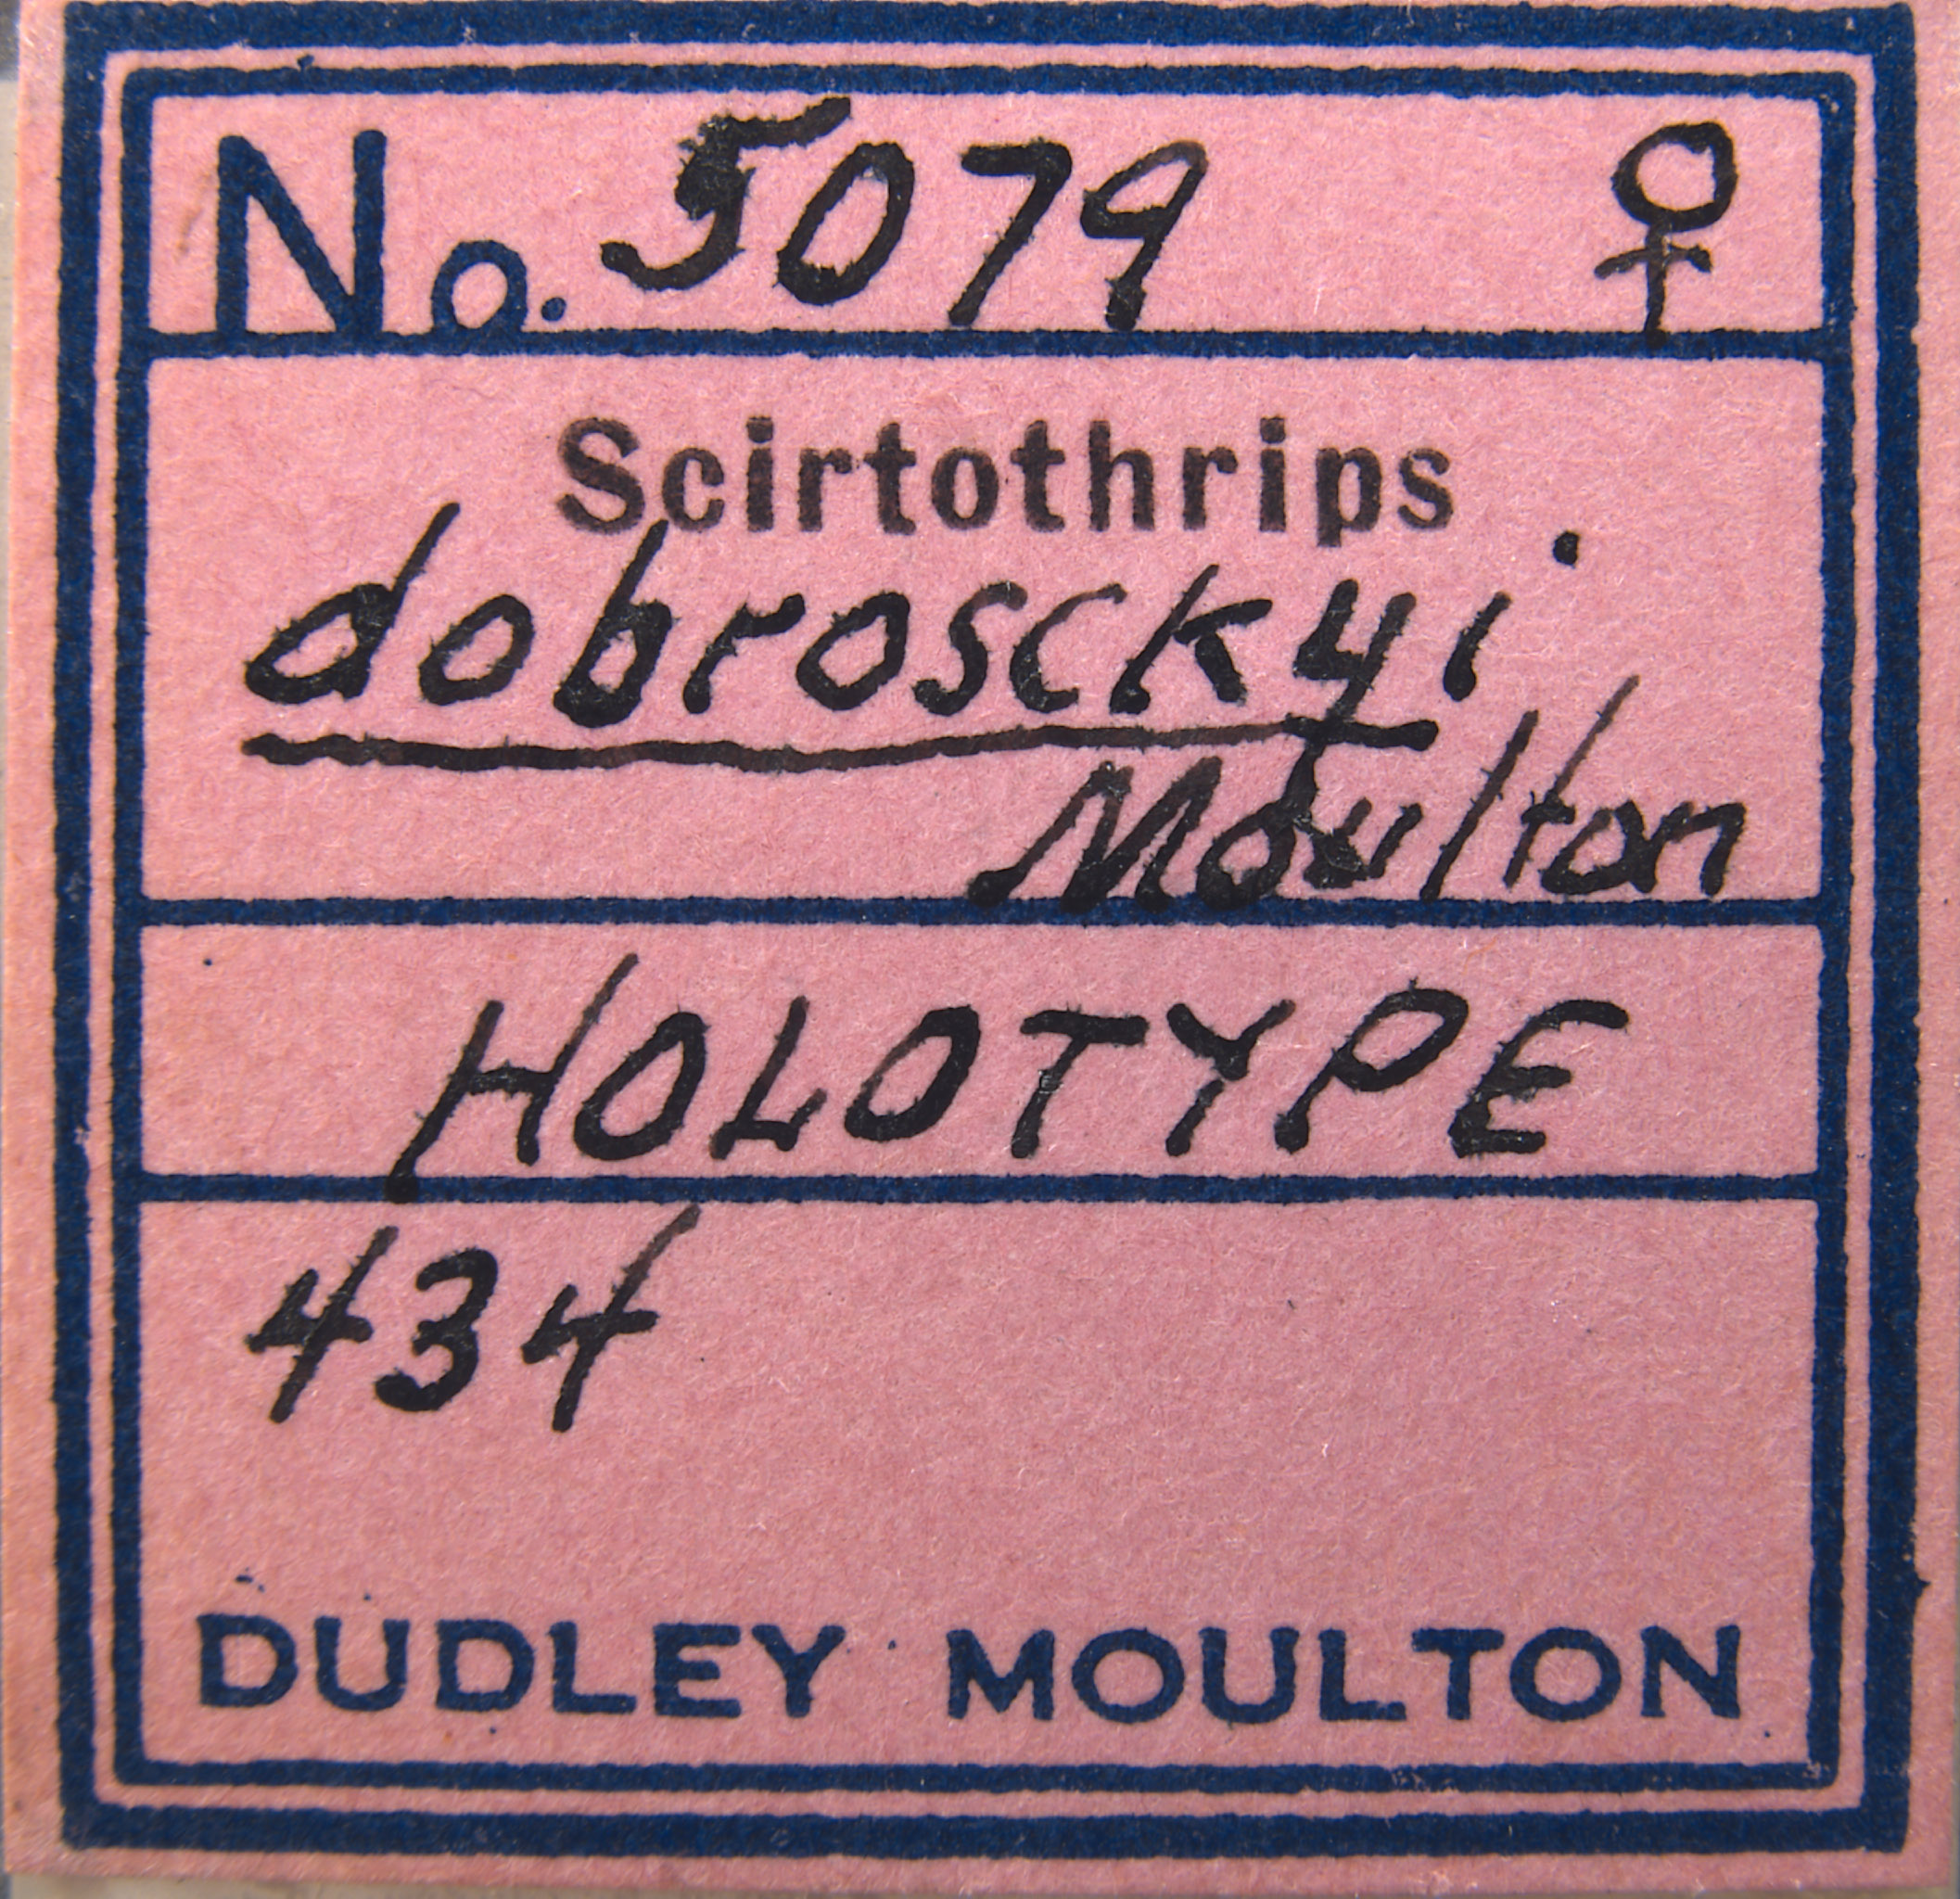 No. 5079 ♀
Scirtothrips
dobrosckyi
Moulton
HOLOTYPE
434
DUDLEY MOULTON